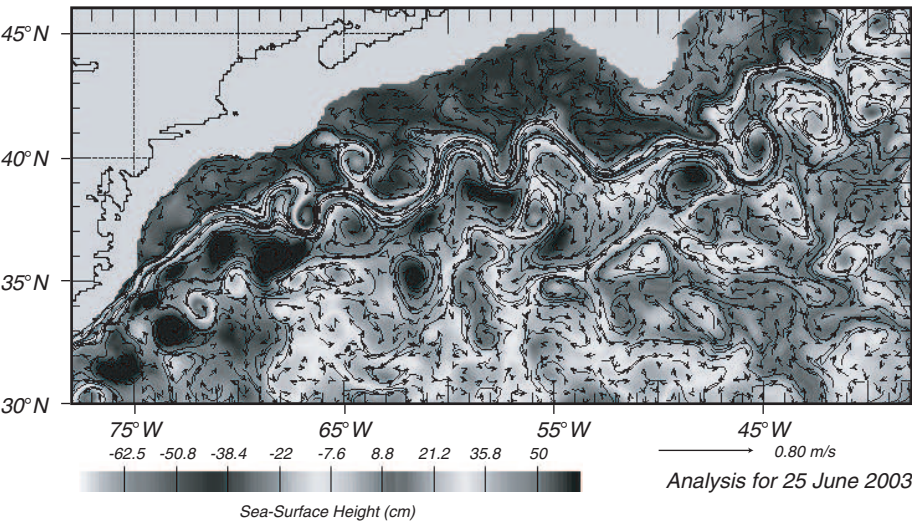 45° N
40° N
35° N
30° N
75° W 65° W 55° W 45° W
-62.5 -50.8 -38.4 -22 -7.6 8.8 21.2 35.8 50
0.80 m/s
Analysis for 25 June 2003
Sea-Surface Height (cm)